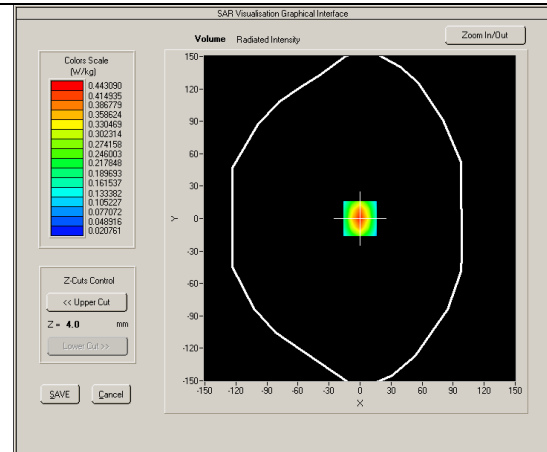 SAR Visualisation Graphical Interface
Volume Radiated Intensity
Zoom In/Out
Colors Scale
(W/kg)
0.443090
0.414935
0.386779
0.358624
0.330469
0.302314
0.274158
0.246003
0.217848
0.189693
0.161537
0.133382
0.105227
0.077072
0.048916
0.020761
Z-Cuts Control
<< Upper Cut
Z = 4.0 mm
Lower Cut >>
SAVE Cancel
150
120
90
60
30
0
-30
-60
-90
-120
-150
Y
-150 -120 -90 -60 -30 0 30 60 90 120 150
X